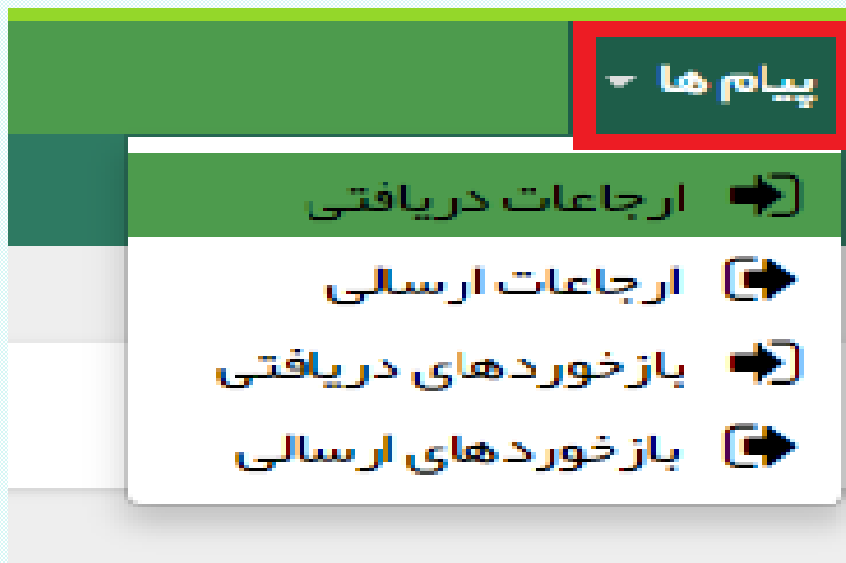 پیام ها
ارجاعات دریافتی
ارجاعات ارسالی
بازخوردهای دریافتی
بازخوردهای ارسالی